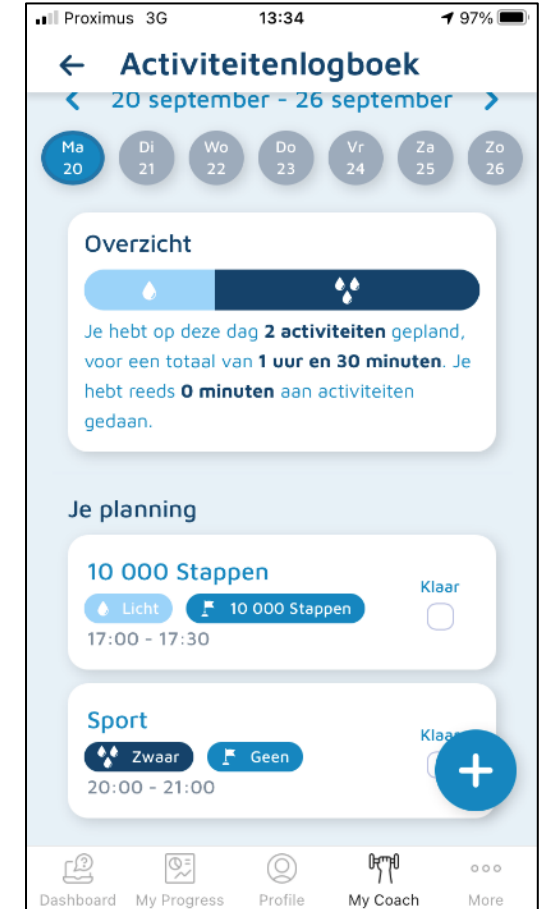 Proximus 3G 13:34 97%
Activiteitenlogboek
20 september - 26 september
Ma Di Wo Do Vr Za Zo
20 21 22 23 24 25 26
Overzicht
Je hebt op deze dag 2 activiteiten gepland,
voor een totaal van 1 uur en 30 minuten. Je
hebt reeds 0 minuten aan activiteiten
gedaan.
Je planning
10 000 Stappen
Klaar
Licht 10 000 Stappen
17:00 - 17:30
Sport
Klaar
Zwaar Geen
20:00 - 21:00
Dashboard My Progress Profile My Coach More